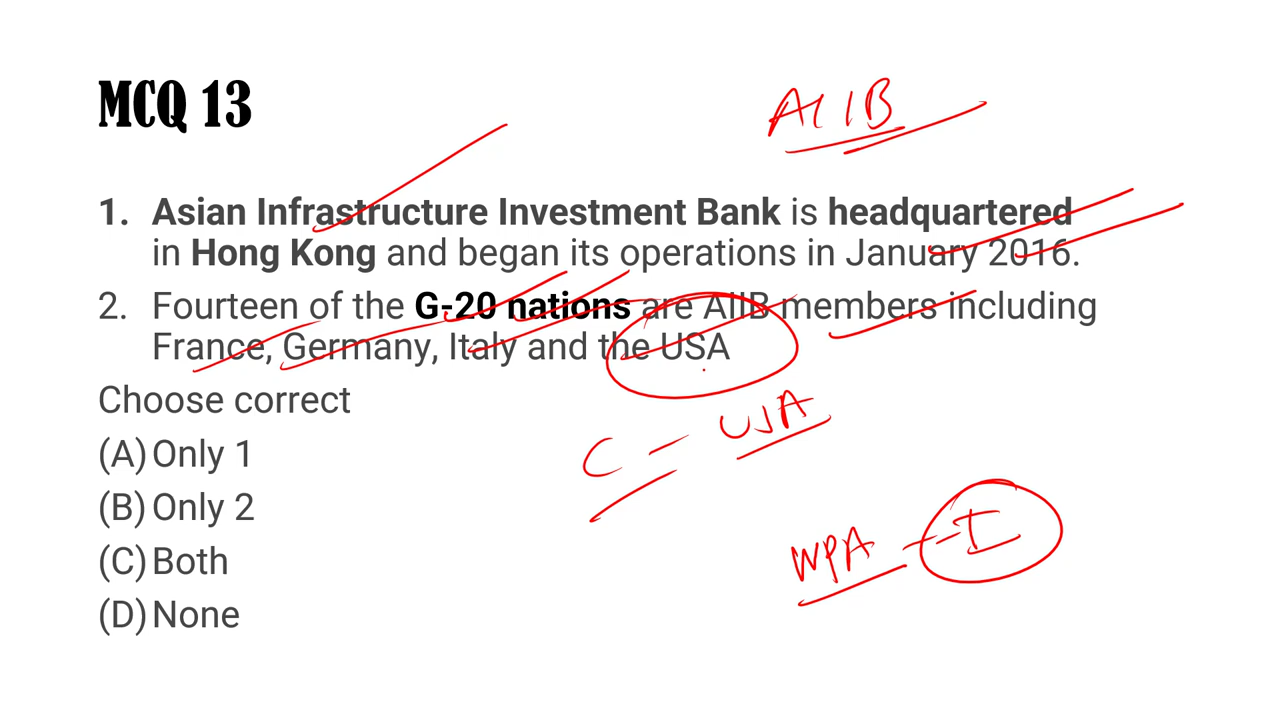 MCQ 13
AIIB
1. Asian Infrastructure Investment Bank is headquartered
in Hong Kong and began its operations in January 2016.
2. Fourteen of the G-20 nations are AIIB members including
France, Germany, Italy and the USA
Choose correct
(A) Only 1
C - USA
(B) Only 2
(C) Both
WPA - I
(D) None